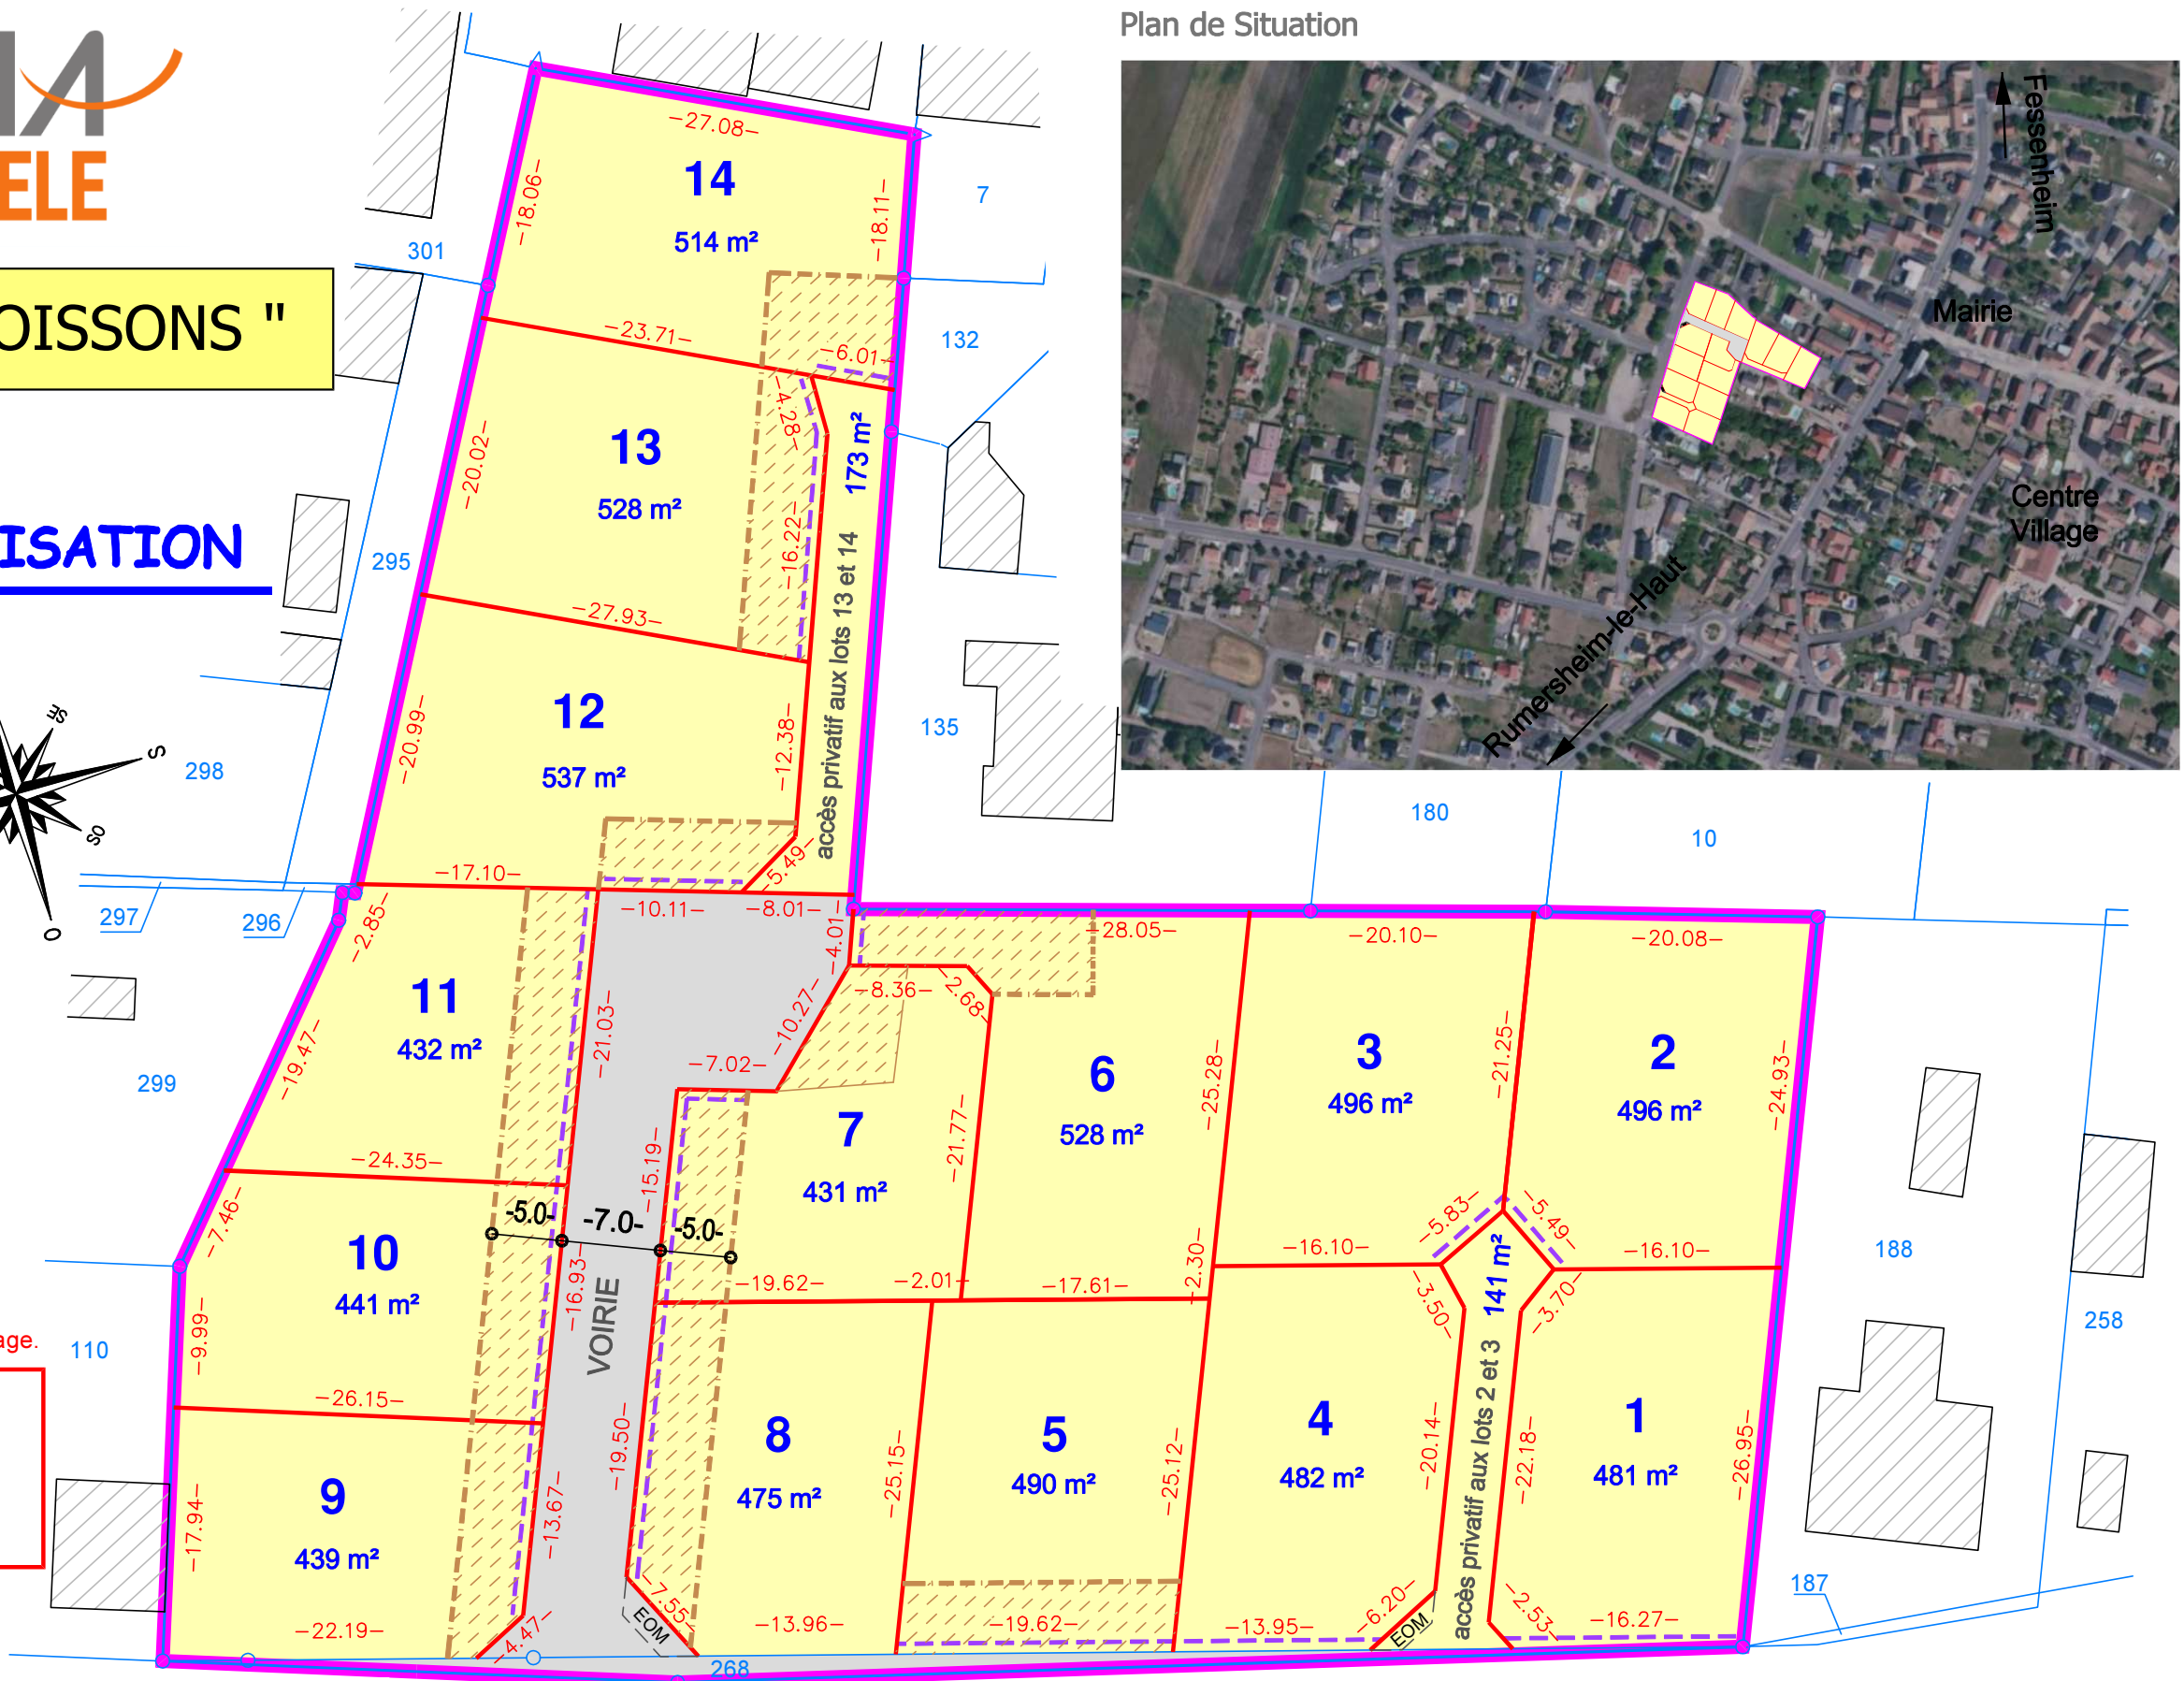 ELE
OISSONS "
ISATION
SE
S
SO
O
age.
Plan de Situation
Fessenheim
Mairie
Centre
Village
Rumersheim-le-Haut
301
295
298
297
296
299
110
7
132
135
180
10
188
258
187
268
14
514 m²
-27.08-
-18.06-
-18.11-
-23.71-
-6.01-
13
528 m²
-20.02-
-4.28-
-16.22-
-27.93-
173 m²
accès privatif aux lots 13 et 14
12
537 m²
-20.99-
-12.38-
-5.49-
-17.10-
-10.11-
-8.01-
-4.01-
11
432 m²
-2.85-
-19.47-
-21.03-
-24.35-
10
441 m²
-7.46-
-9.99-
-16.93-
-26.15-
9
439 m²
-17.94-
-13.67-
-22.19-
-4.47-
-5.0-
-7.0-
-5.0-
VOIRIE
7
431 m²
-10.27-
-7.02-
-8.36-
-2.68-
-15.19-
-21.77-
-19.62-
-2.01-
6
528 m²
-28.05-
-25.28-
-17.61-
-2.30-
3
496 m²
-20.10-
-21.25-
-5.83-
-16.10-
2
496 m²
-20.08-
-24.93-
-5.49-
-16.10-
8
475 m²
-19.50-
-25.15-
-7.55-
EOM
-13.96-
5
490 m²
-25.12-
-19.62-
4
482 m²
-3.50-
-20.14-
-6.20-
EOM
-13.95-
141 m²
accès privatif aux lots 2 et 3
1
481 m²
-3.70-
-22.18-
-26.95-
-2.53-
-16.27-